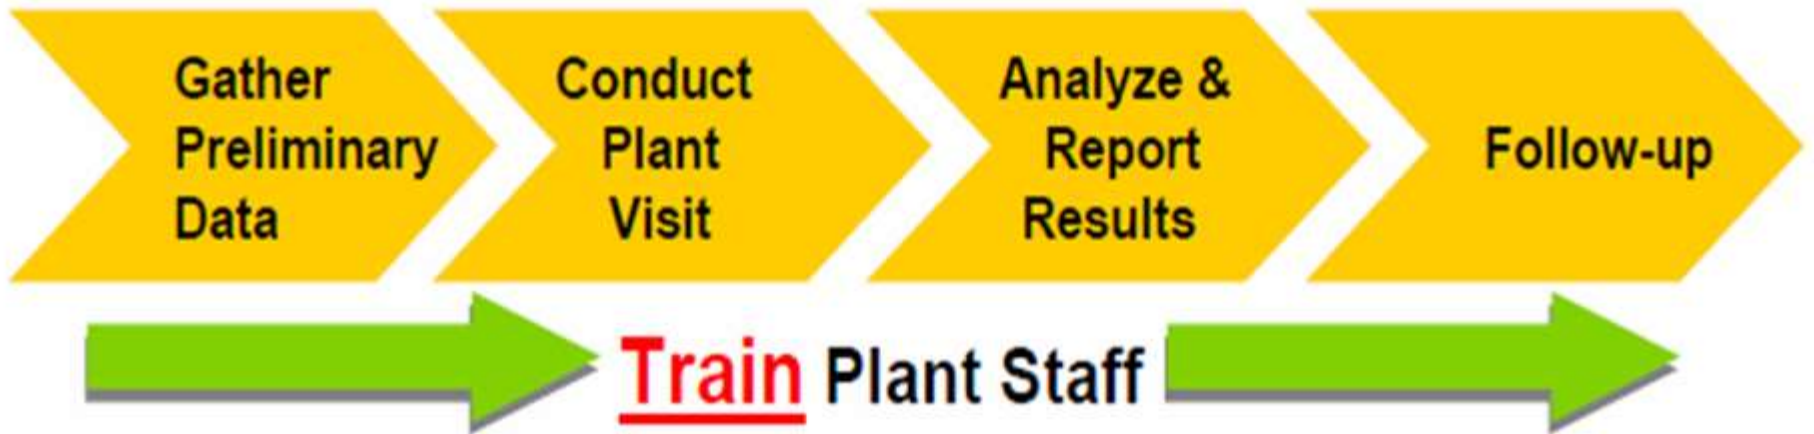 Gather
Preliminary
Data
Conduct
Plant
Visit
Analyze &
Report
Results
Follow-up
Train Plant Staff